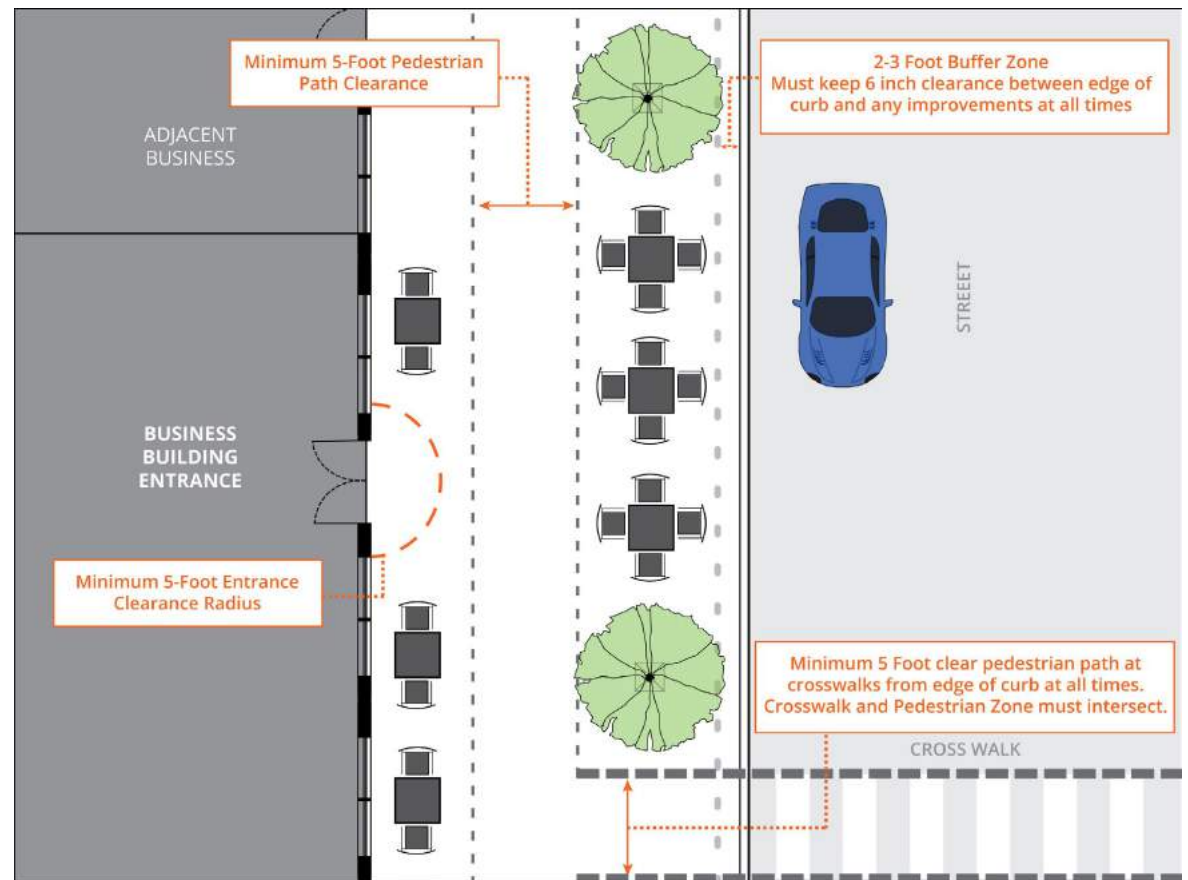 Minimum 5-Foot Pedestrian
Path Clearance
2-3 Foot Buffer Zone
Must keep 6 inch clearance between edge of
curb and any improvements at all times
ADJACENT
BUSINESS
STREEET
BUSINESS
BUILDING
ENTRANCE
Minimum 5-Foot Entrance
Clearance Radius
Minimum 5 Foot clear pedestrian path at
crosswalks from edge of curb at all times.
Crosswalk and Pedestrian Zone must intersect.
CROSS WALK